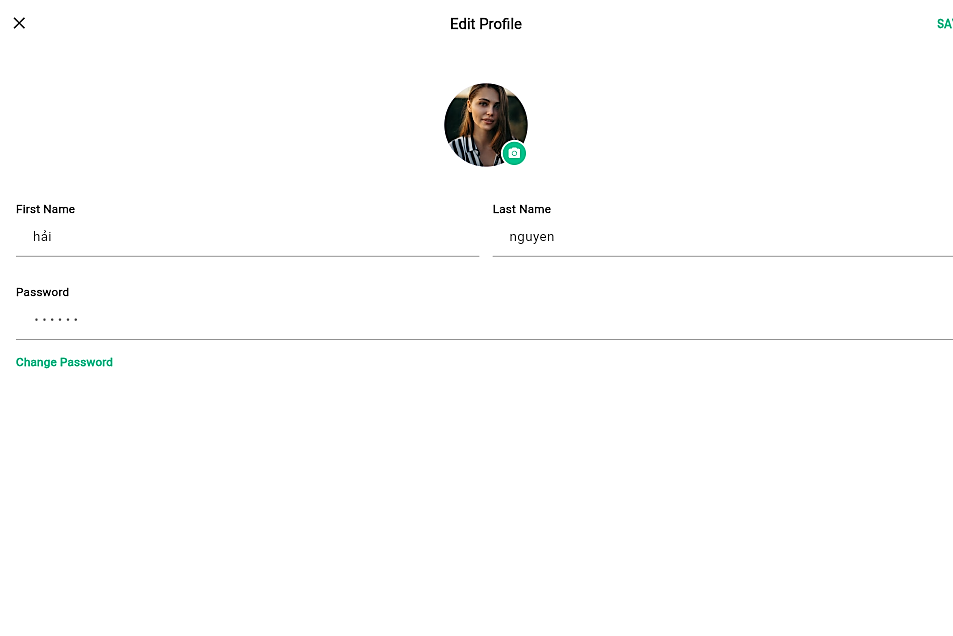 Edit Profile
First Name
Last Name
hải
nguyen
Password
••••••
Change Password